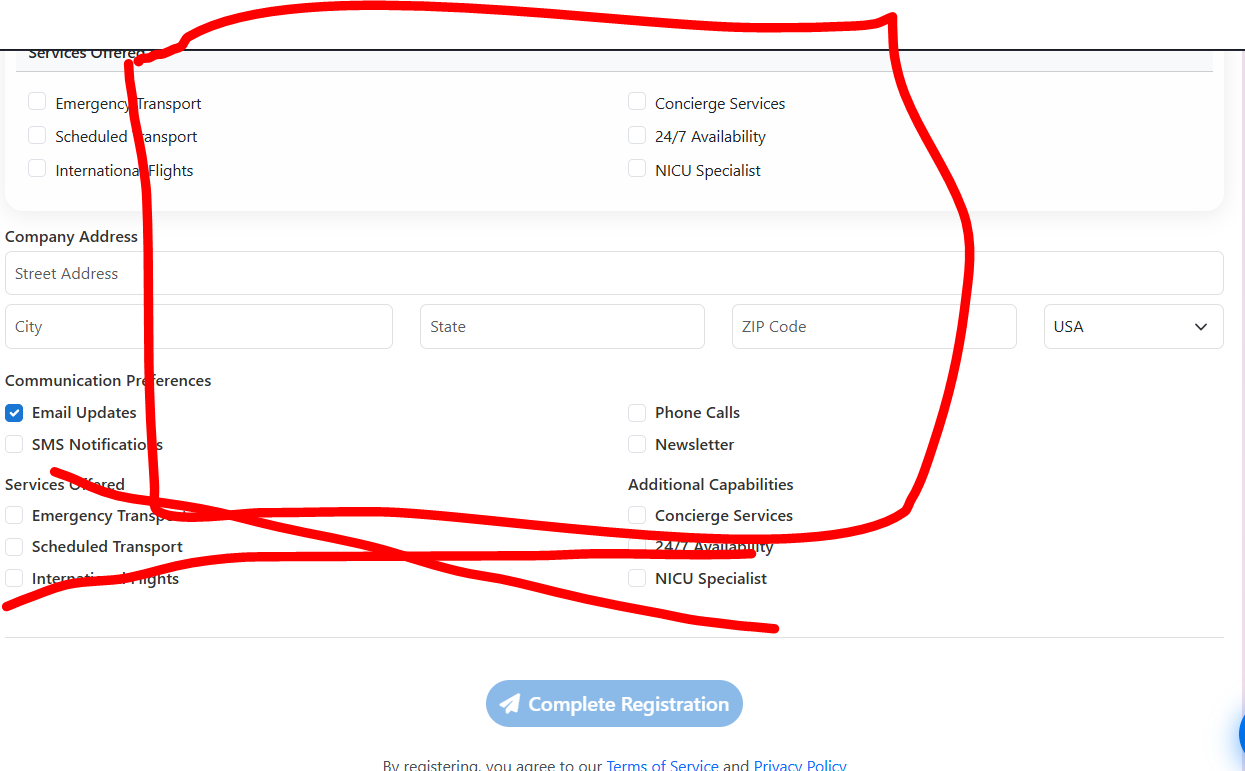 Services Offered
Emergency Transport
Concierge Services
Scheduled Transport
24/7 Availability
International Flights
NICU Specialist
Company Address
Street Address
City
State
ZIP Code
USA
Communication Preferences
Email Updates
Phone Calls
SMS Notifications
Newsletter
Services Offered
Additional Capabilities
Emergency Transport
Concierge Services
Scheduled Transport
24/7 Availability
International Flights
NICU Specialist
Complete Registration
By registering, you agree to our Terms of Service and Privacy Policy